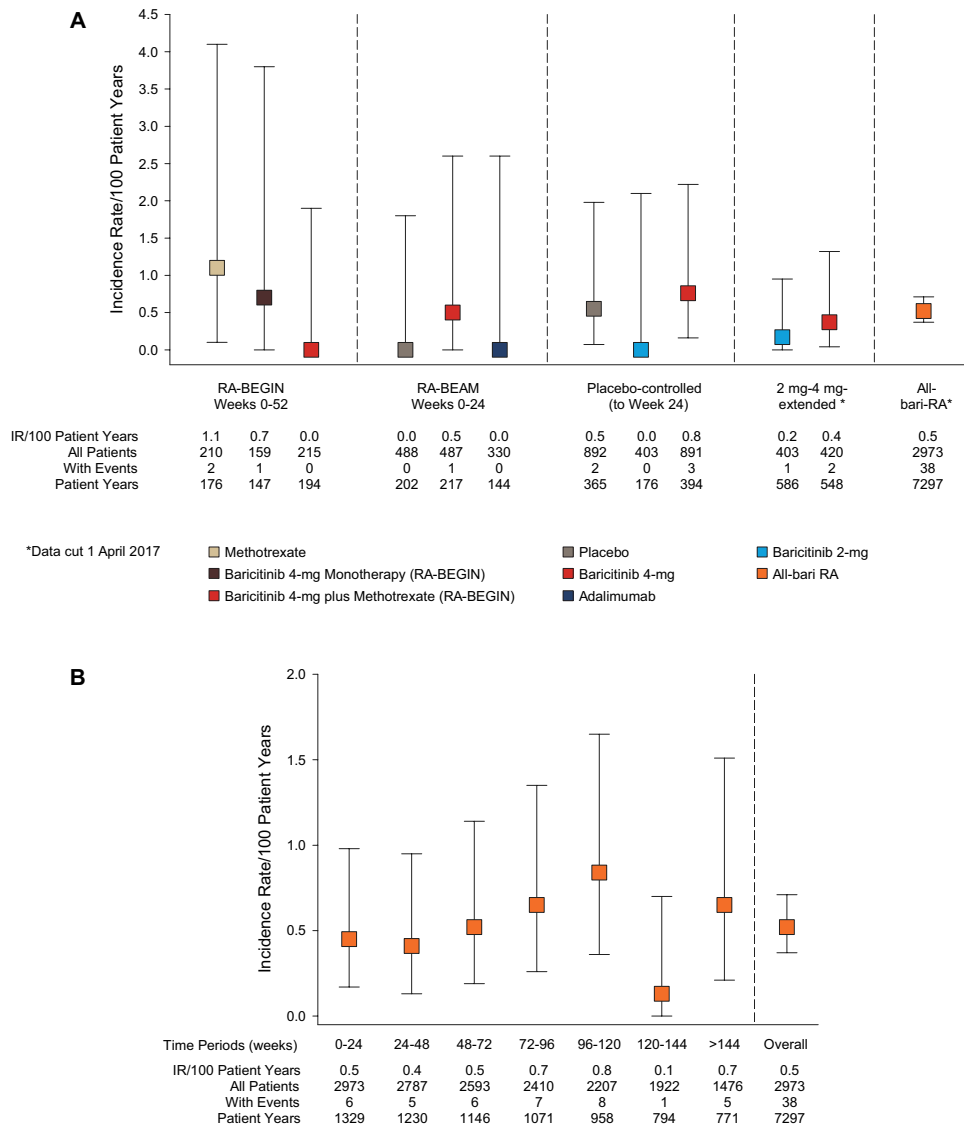 A
Incidence Rate/100 Patient Years
4.5
4.0
3.5
3.0
2.5
2.0
1.5
1.0
0.5
0.0
RA-BEGIN
Weeks 0-52
RA-BEAM
Weeks 0-24
Placebo-controlled
(to Week 24)
2 mg-4 mg-
extended *
All-
bari-RA*
IR/100 Patient Years 1.1 0.7 0.0 0.0 0.5 0.0 0.5 0.0 0.8 0.2 0.4 0.5
All Patients 210 159 215 488 487 330 892 403 891 403 420 2973
With Events 2 1 0 0 1 0 2 0 3 1 2 38
Patient Years 176 147 194 202 217 144 365 176 394 586 548 7297
*Data cut 1 April 2017
Methotrexate
Baricitinib 4-mg Monotherapy (RA-BEGIN)
Baricitinib 4-mg plus Methotrexate (RA-BEGIN)
Placebo
Baricitinib 4-mg
Adalimumab
Baricitinib 2-mg
All-bari RA
B
Incidence Rate/100 Patient Years
2.0
1.5
1.0
0.5
0.0
Time Periods (weeks) 0-24 24-48 48-72 72-96 96-120 120-144 >144 Overall
IR/100 Patient Years 0.5 0.4 0.5 0.7 0.8 0.1 0.7 0.5
All Patients 2973 2787 2593 2410 2207 1922 1476 2973
With Events 6 5 6 7 8 1 5 38
Patient Years 1329 1230 1146 1071 958 794 771 7297